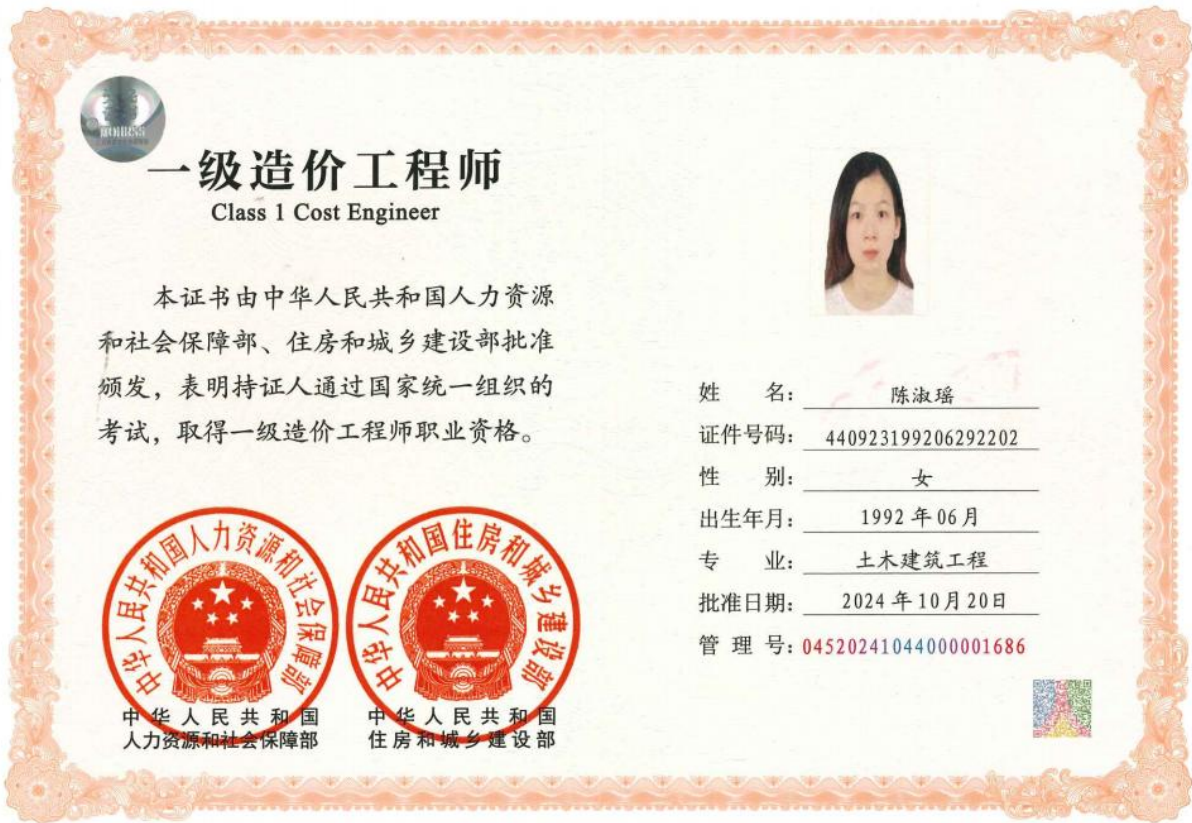 MOHRSS
一级造价工程师
Class 1 Cost Engineer
本证书由中华人民共和国人力资源
和社会保障部、住房和城乡建设部批准
颁发，表明持证人通过国家统一组织的
考试，取得一级造价工程师职业资格。
中华人民共和国人力资源和社会保障部
中华人民共和国住房和城乡建设部
中华人民共和国
人力资源和社会保障部
中华人民共和国
住房和城乡建设部
姓 名： 陈淑瑶
证件号码： 440923199206292202
性 别： 女
出生年月： 1992年06月
专 业： 土木建筑工程
批准日期： 2024年10月20日
管 理 号： 04520241044000001686